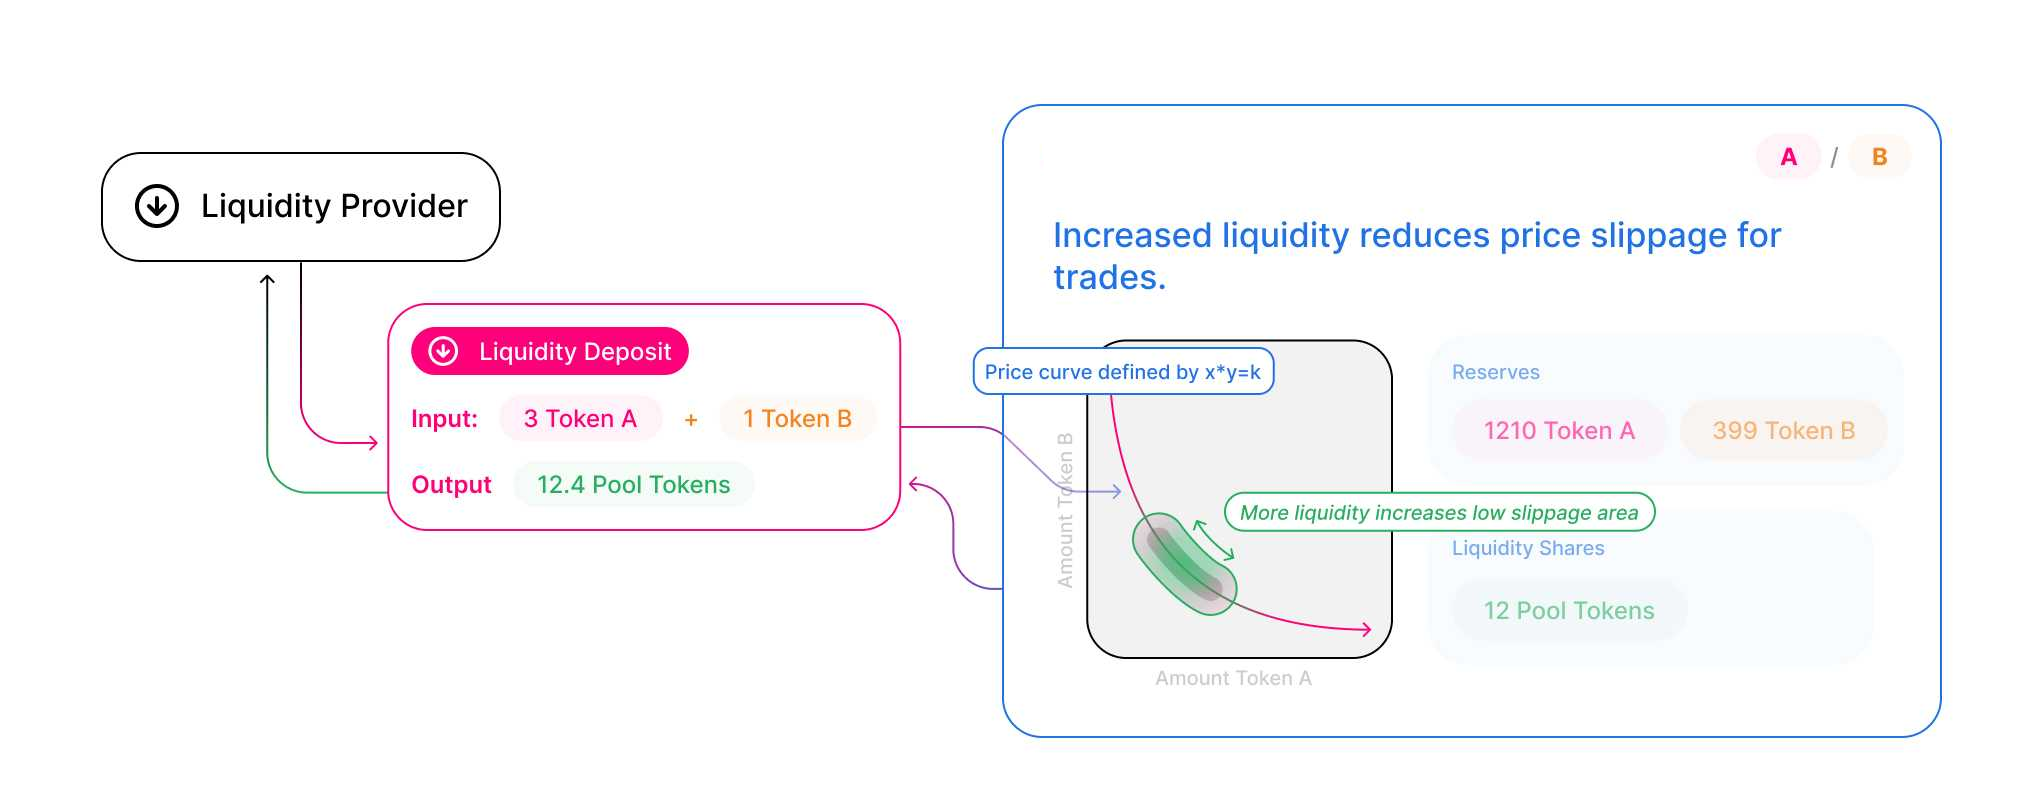 Liquidity Provider
Liquidity Deposit
Input: 3 Token A + 1 Token B
Output 12.4 Pool Tokens
A / B
Increased liquidity reduces price slippage for
trades.
Price curve defined by x*y=k
Amount Token B
More liquidity increases low slippage area
Amount Token A
Reserves
1210 Token A 399 Token B
Liquidity Shares
12 Pool Tokens